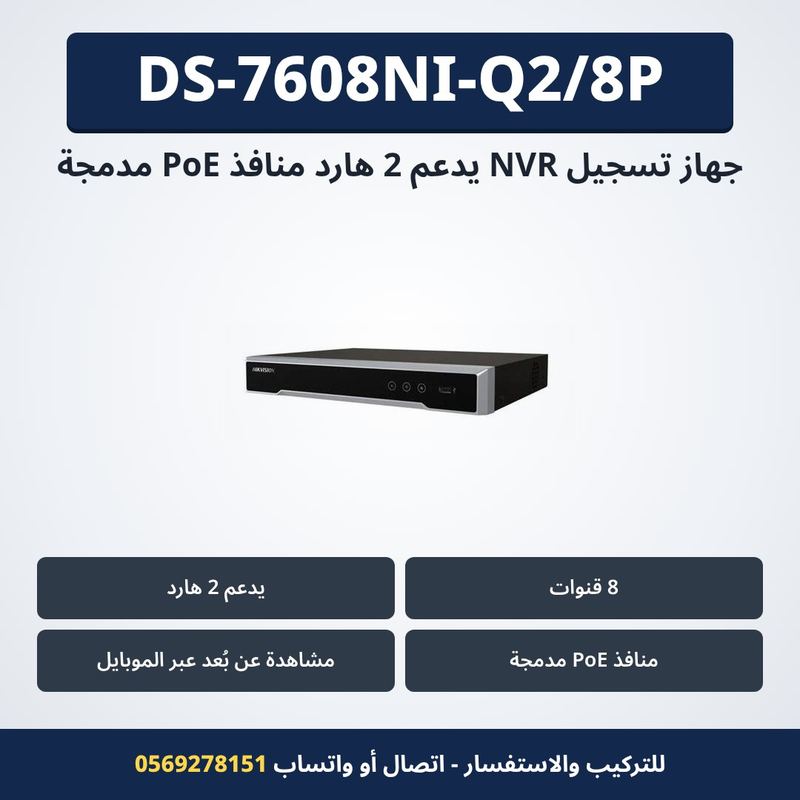 DS-7608NI-Q2/8P
جهاز تسجيل NVR يدعم 2 هارد منافذ PoE مدمجة
HIKVISION
8 قنوات
يدعم 2 هارد
منافذ PoE مدمجة
مشاهدة عن بُعد عبر الموبايل
للتركيب والاستفسار - اتصال أو واتساب 0569278151